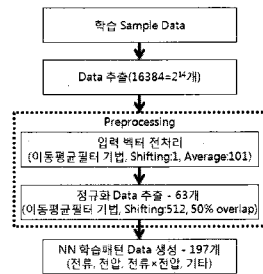 학습 Sample Data
Data 추출(16384=2¹⁴개)
Preprocessing
입력 벡터 전처리
(이동평균필터 기법, Shifting:1, Average:101)
정규화 Data 추출 - 63개
(이동평균필터 기법, Shifting:512, 50% overlap)
NN 학습패턴 Data 생성 - 197개
(전류, 전압, 전류×전압, 기타)